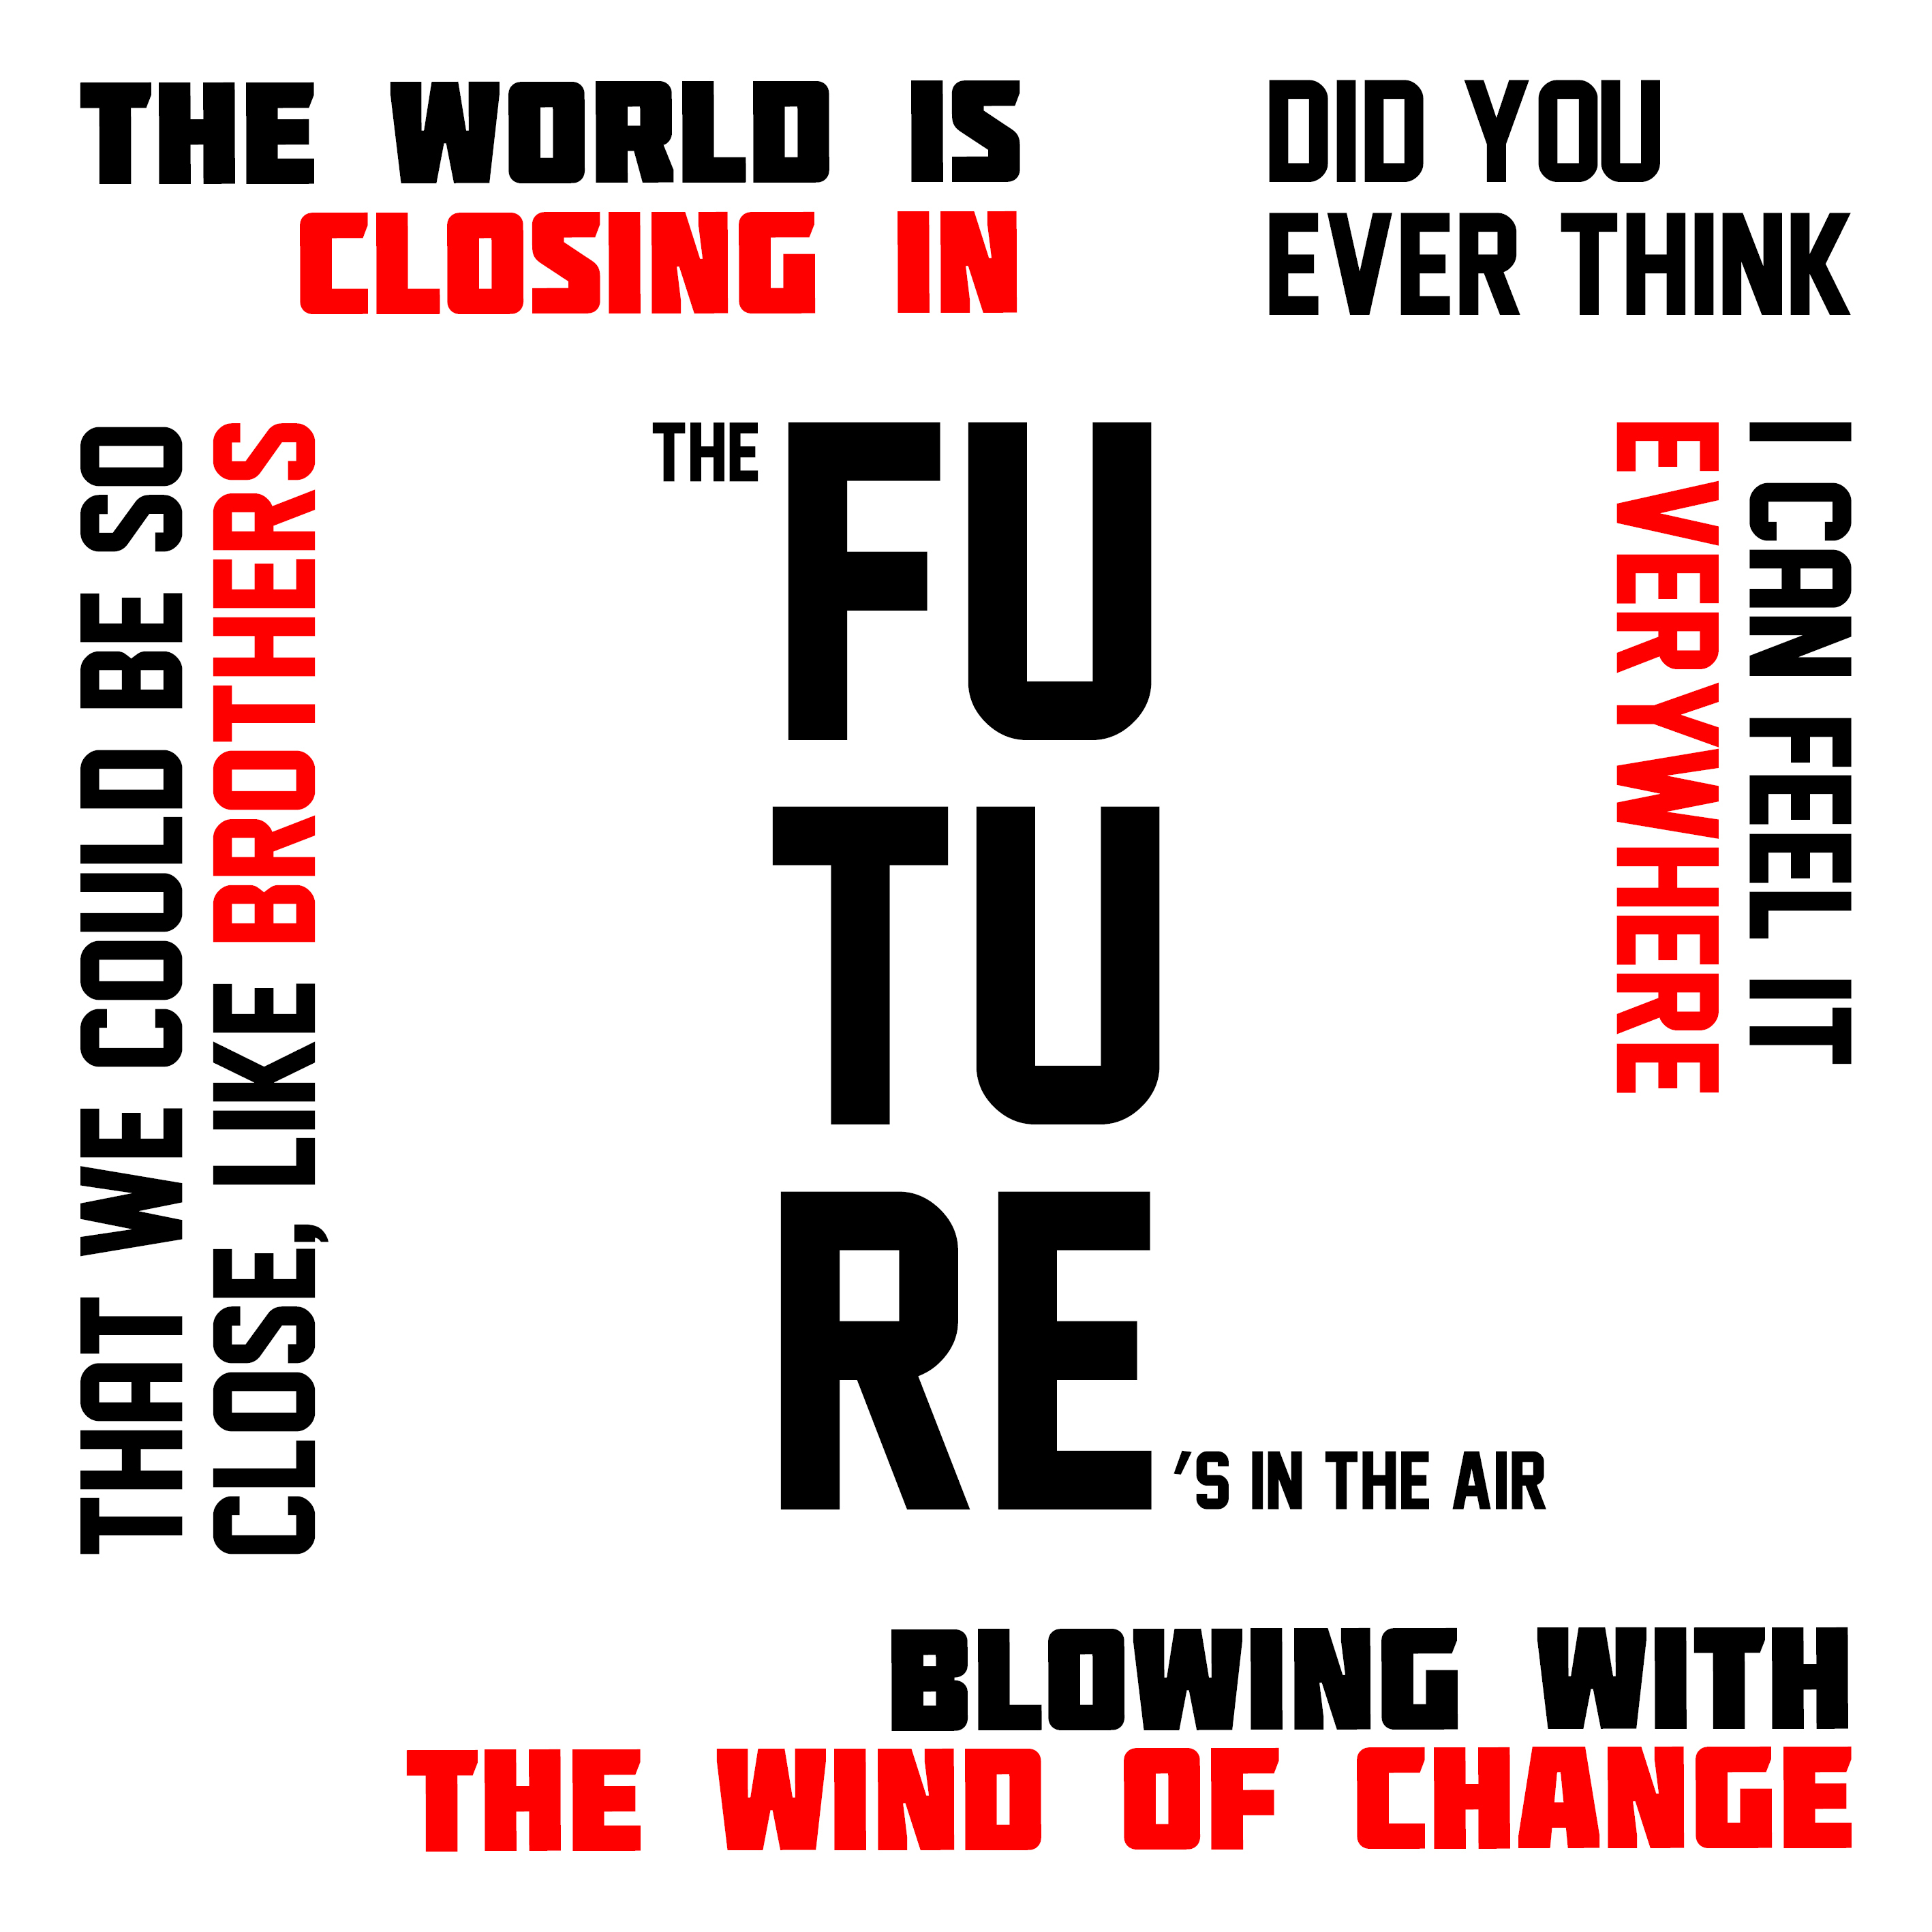 THE WORLD IS
CLOSING IN
DID YOU
EVER THINK
THAT WE COULD BE SO
CLOSE, LIKE BROTHERS
THE
FU
TU
RE
'S IN THE AIR
I CAN FEEL IT
EVERYWHERE
BLOWING WITH
THE WIND OF CHANGE